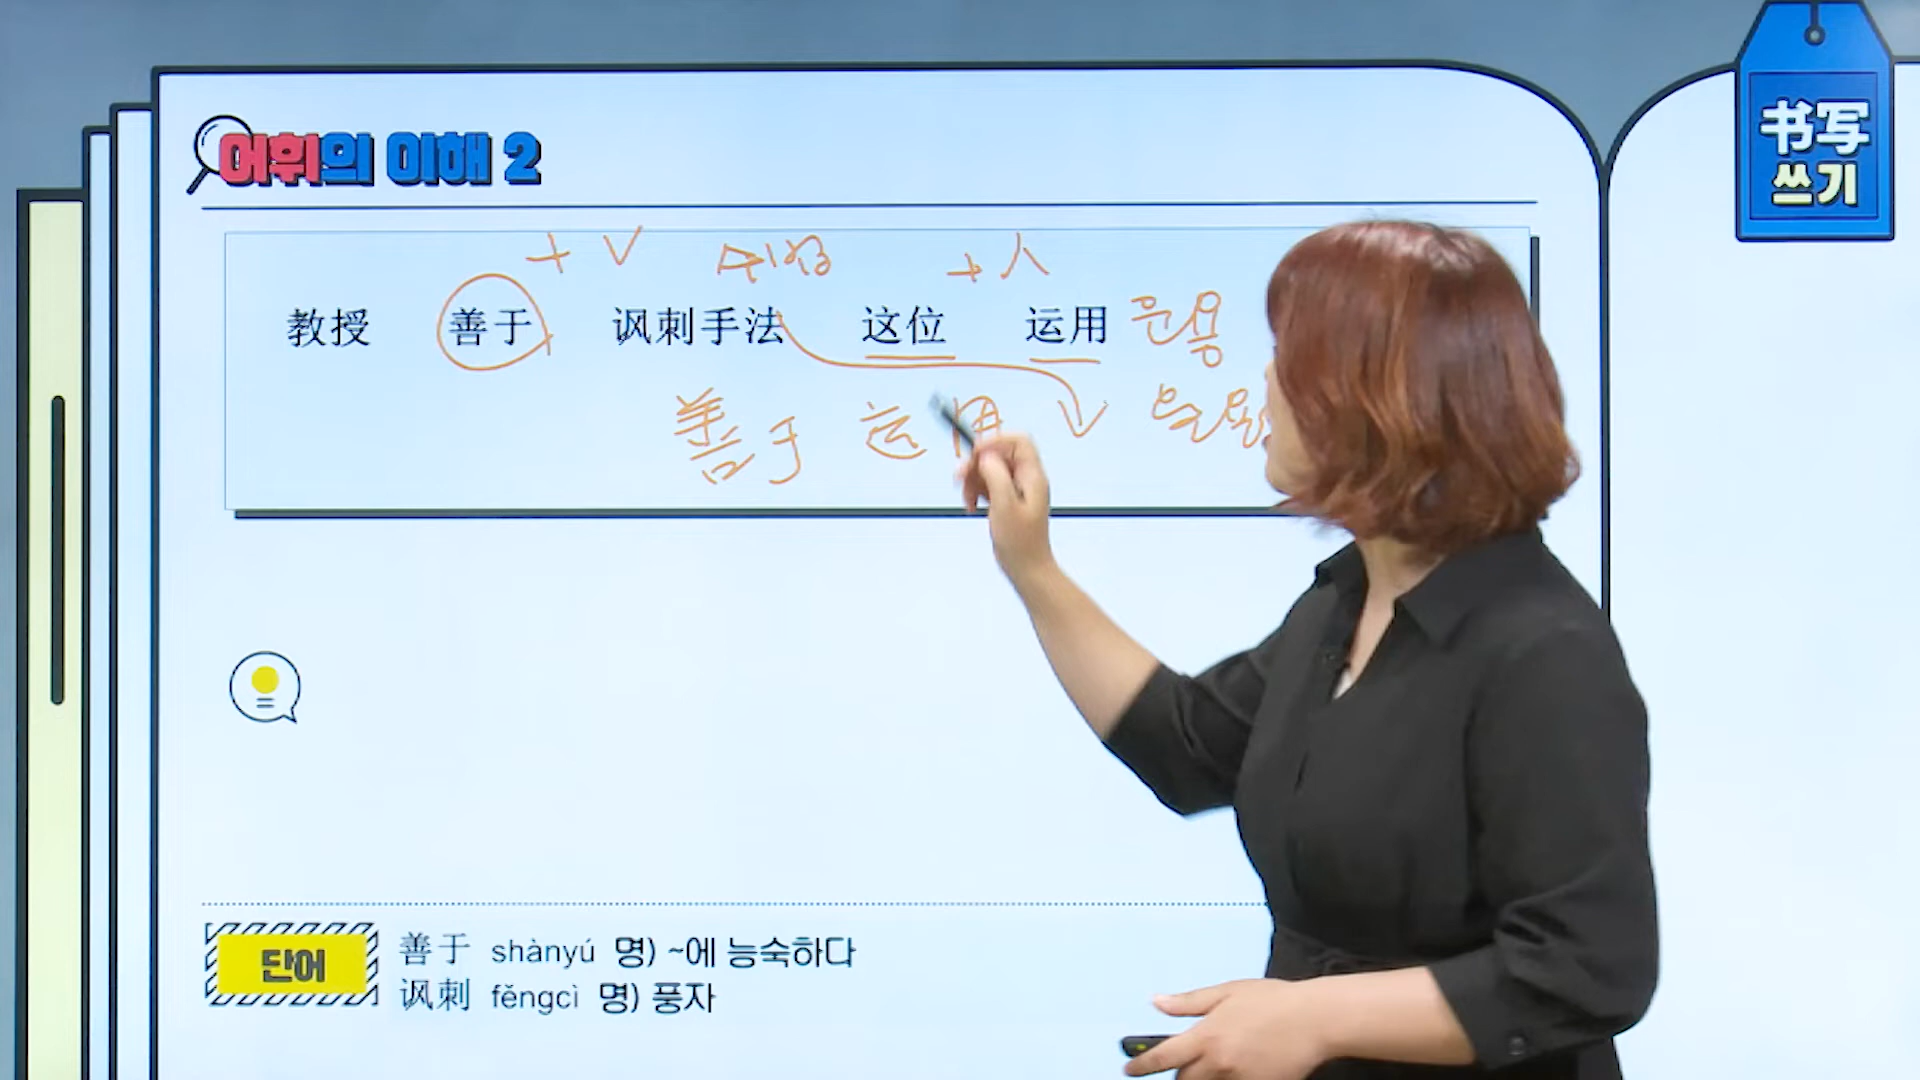 어휘의 이해 2
书写
쓰기
+ V
+ 人
教授 善于 讽刺手法 这位 运用 운용
善于 运用
단어
善于 shànyú 명) ~에 능숙하다
讽刺 fěngcì 명) 풍자